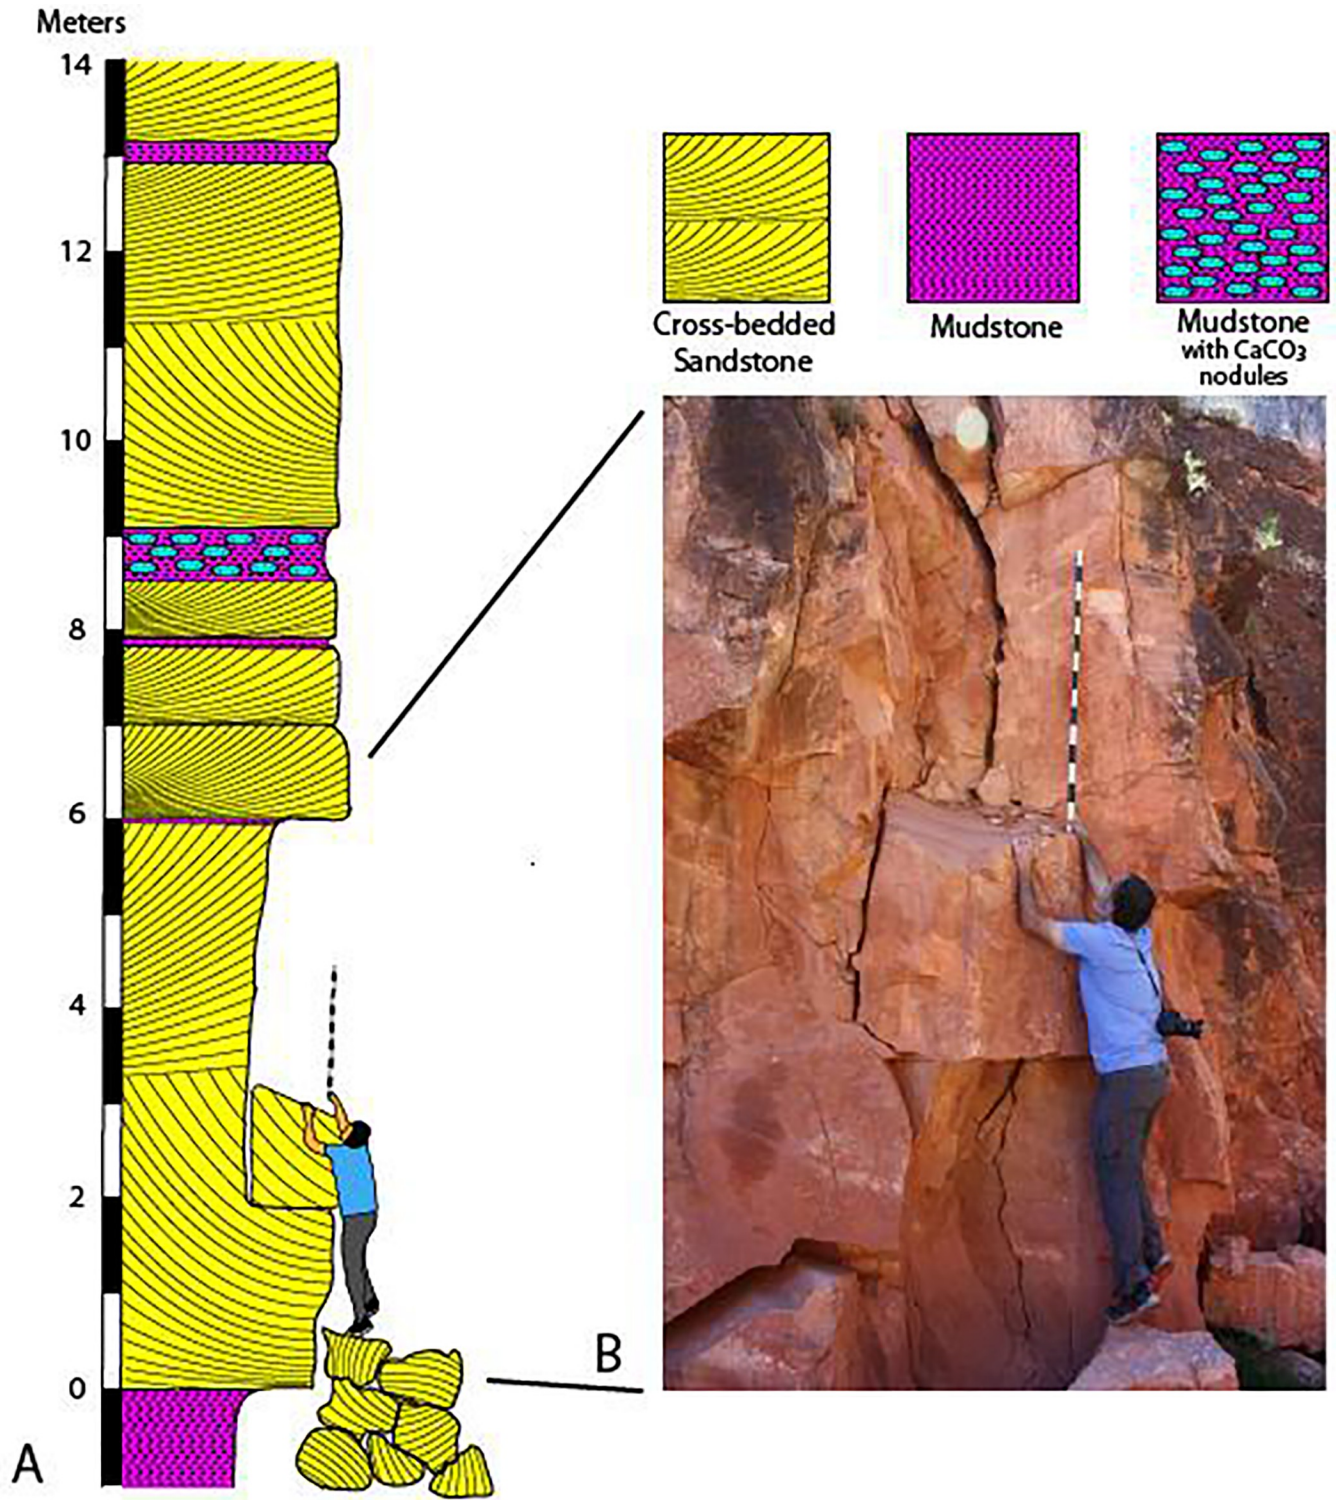 Meters
14
12
10
8
6
4
2
0
A
B
Cross-bedded
Sandstone
Mudstone
Mudstone
with CaCO3
nodules